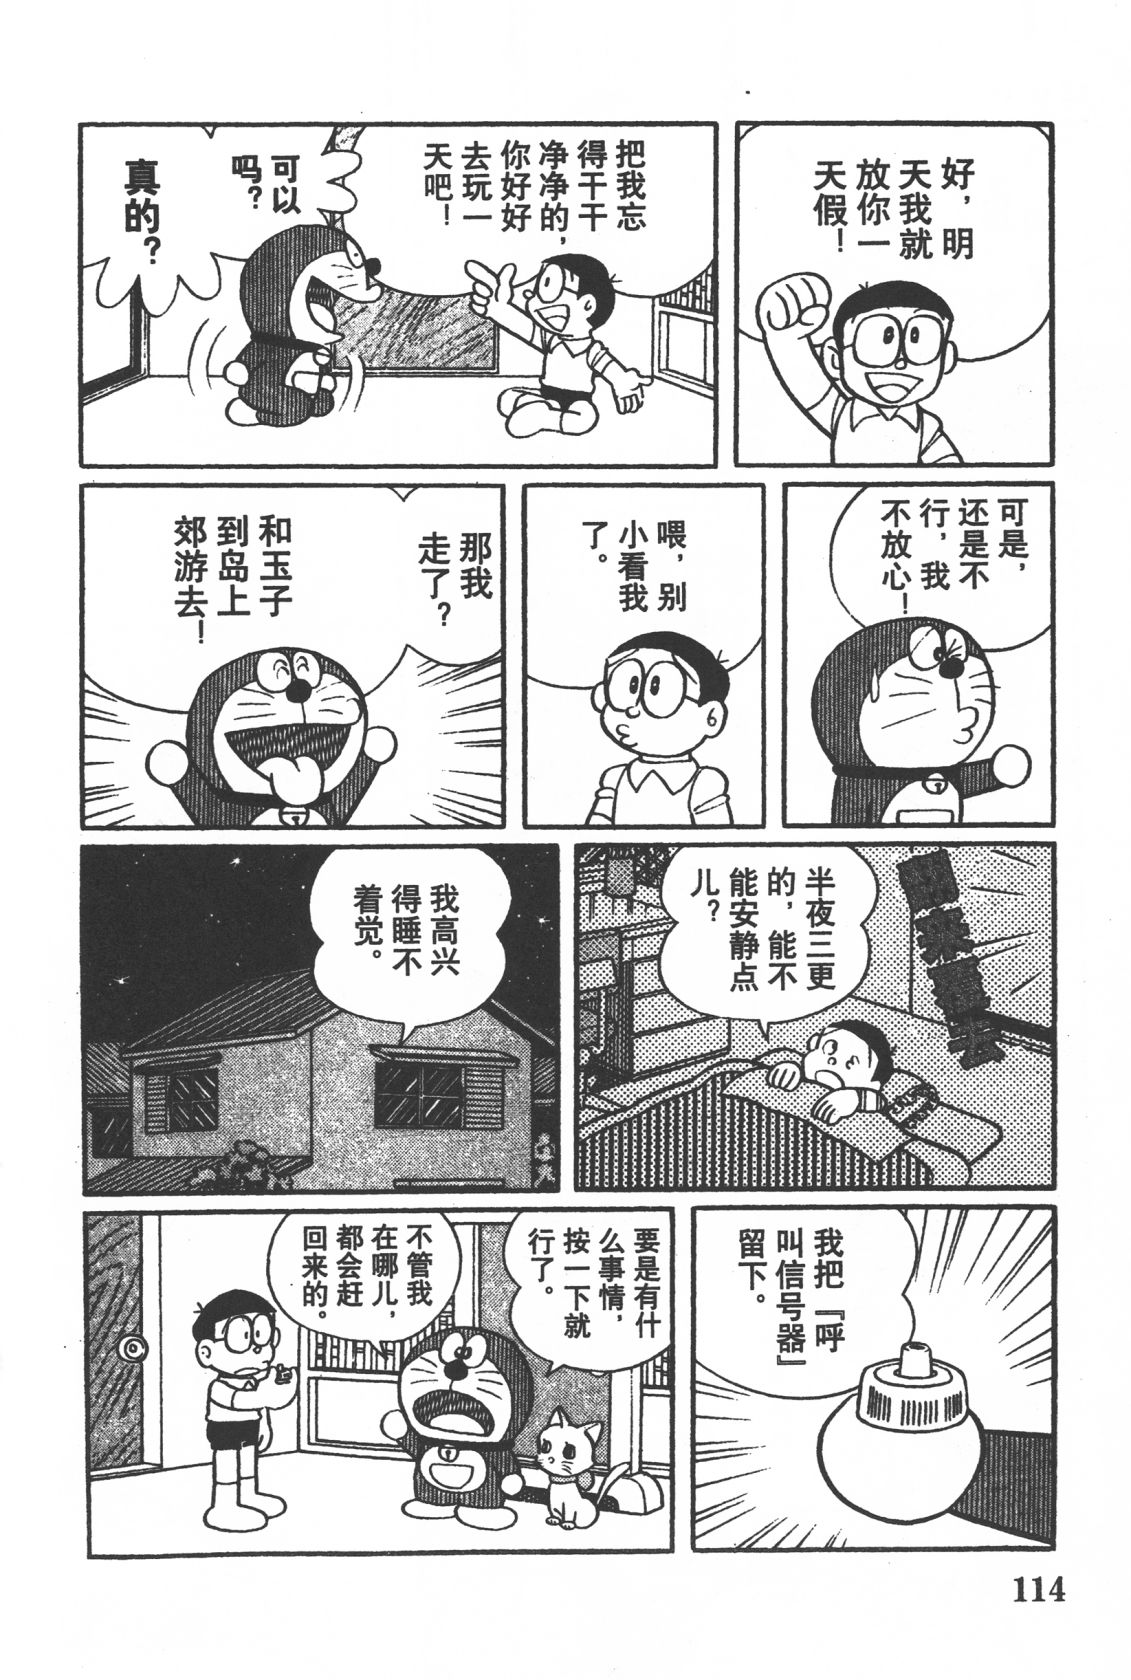 好，明
天我就
放你一
天假！
把我忘
得干干
净净的，
你好好
去玩一
天吧！
可以
吗？
真的？
可是，
还是不
行，我
不放心！
喂，别
小看我
了。
那我
走了？
和玉子
到岛上
郊游去！
半夜三更
的，能不
能安静点
儿？
我高兴
得睡不
着觉。
我把『呼
叫信号器』
留下。
要是有什
么事情，
按一下就
行了。
不管我
在哪儿，
都会赶
回来的。
114